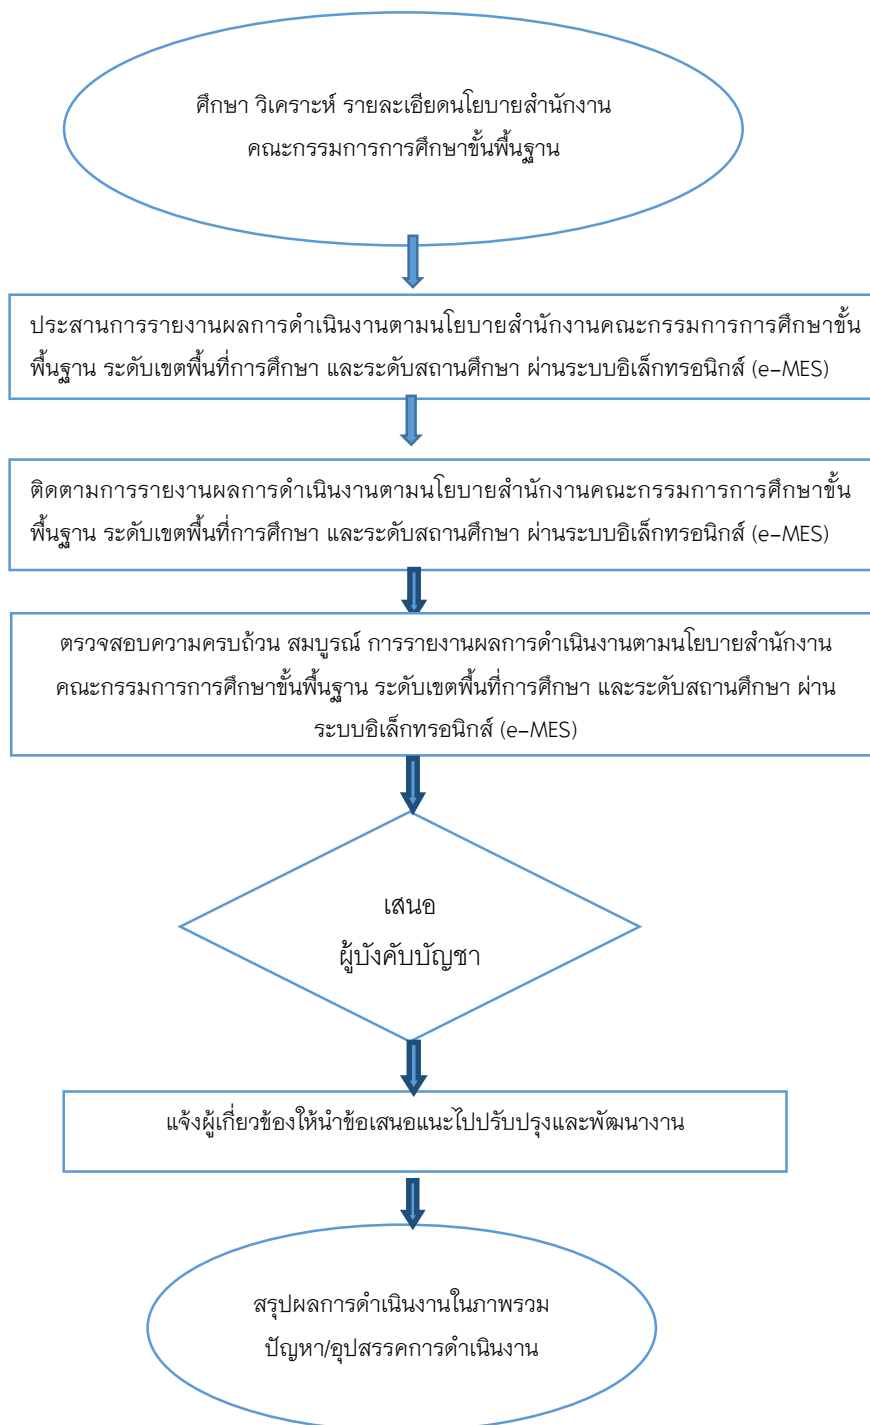 ศึกษา วิเคราะห์ รายละเอียดนโยบายสำนักงาน
คณะกรรมการการศึกษาขั้นพื้นฐาน
ประสานการรายงานผลการดำเนินงานตามนโยบายสำนักงานคณะกรรมการการศึกษาขั้น
พื้นฐาน ระดับเขตพื้นที่การศึกษา และระดับสถานศึกษา ผ่านระบบอิเล็กทรอนิกส์ (e-MES)
ติดตามการรายงานผลการดำเนินงานตามนโยบายสำนักงานคณะกรรมการการศึกษาขั้น
พื้นฐาน ระดับเขตพื้นที่การศึกษา และระดับสถานศึกษา ผ่านระบบอิเล็กทรอนิกส์ (e-MES)
ตรวจสอบความครบถ้วน สมบูรณ์ การรายงานผลการดำเนินงานตามนโยบายสำนักงาน
คณะกรรมการการศึกษาขั้นพื้นฐาน ระดับเขตพื้นที่การศึกษา และระดับสถานศึกษา ผ่าน
ระบบอิเล็กทรอนิกส์ (e-MES)
เสนอ
ผู้บังคับบัญชา
แจ้งผู้เกี่ยวข้องให้นำข้อเสนอแนะไปปรับปรุงและพัฒนางาน
สรุปผลการดำเนินงานในภาพรวม
ปัญหา/อุปสรรคการดำเนินงาน